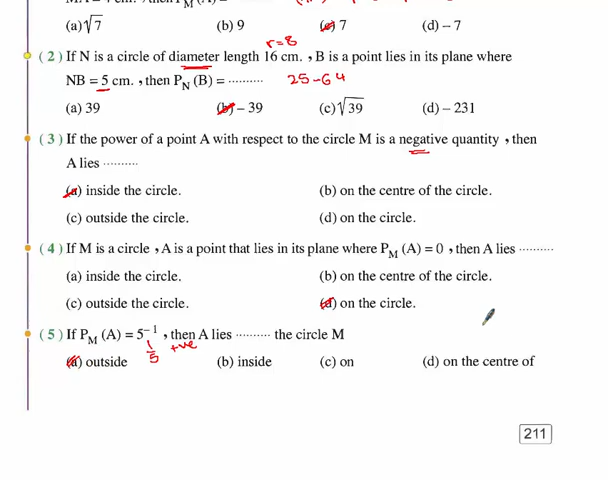 (a) √7 (b) 9 (c) 7 (d) – 7
r = 8
( 2 ) If N is a circle of diameter length 16 cm. , B is a point lies in its plane where
NB = 5 cm. , then P_N (B) = ·········· 25 – 64
(a) 39 (b) – 39 (c) √39 (d) – 231
( 3 ) If the power of a point A with respect to the circle M is a negative quantity , then
A lies ··········
(a) inside the circle. (b) on the centre of the circle.
(c) outside the circle. (d) on the circle.
( 4 ) If M is a circle , A is a point that lies in its plane where P_M (A) = 0 , then A lies ··········
(a) inside the circle. (b) on the centre of the circle.
(c) outside the circle. (d) on the circle.
( 5 ) If P_M (A) = 5⁻¹ , then A lies ·········· the circle M
1/5 +ve
(a) outside (b) inside (c) on (d) on the centre of
211